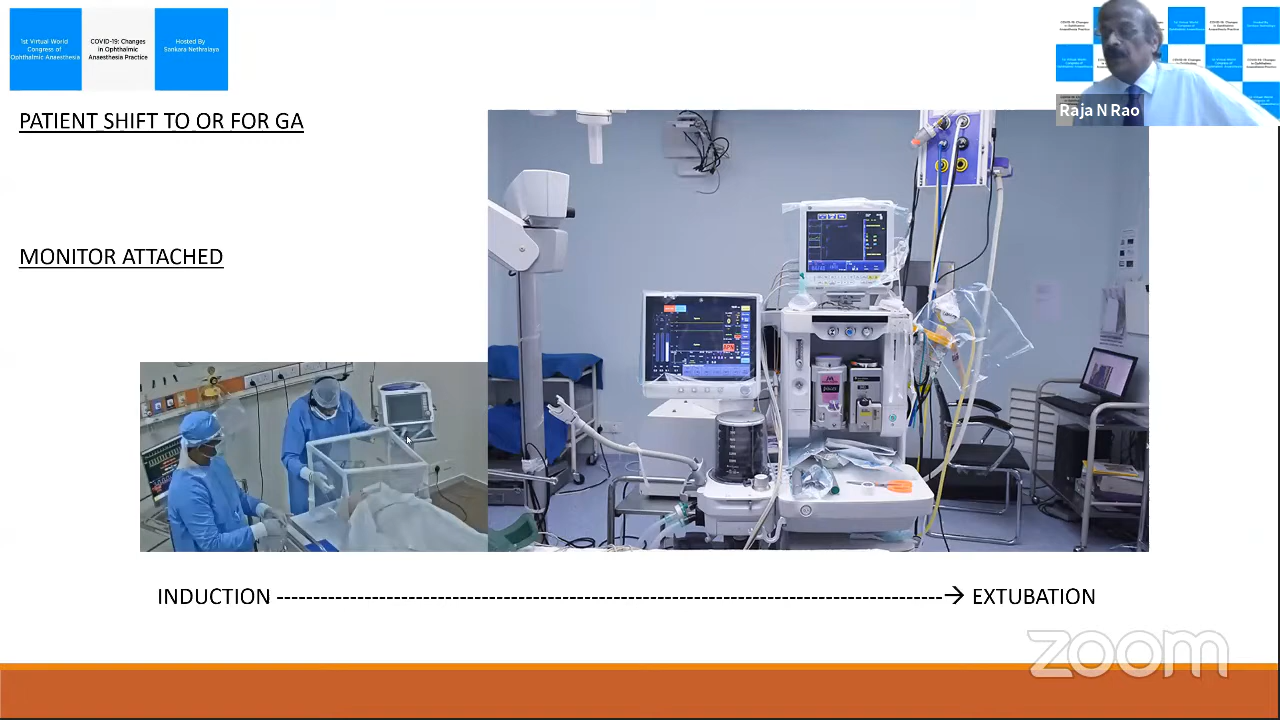 1st Virtual World
Congress of
Ophthalmic Anaesthesia
COVID-19: Changes
in Ophthalmic
Anaesthesia Practice
Hosted By
Sankara Nethralaya
Raja N Rao
PATIENT SHIFT TO OR FOR GA
MONITOR ATTACHED
INDUCTION -------------------------------------------------------------------------------------------→ EXTUBATION
zoom